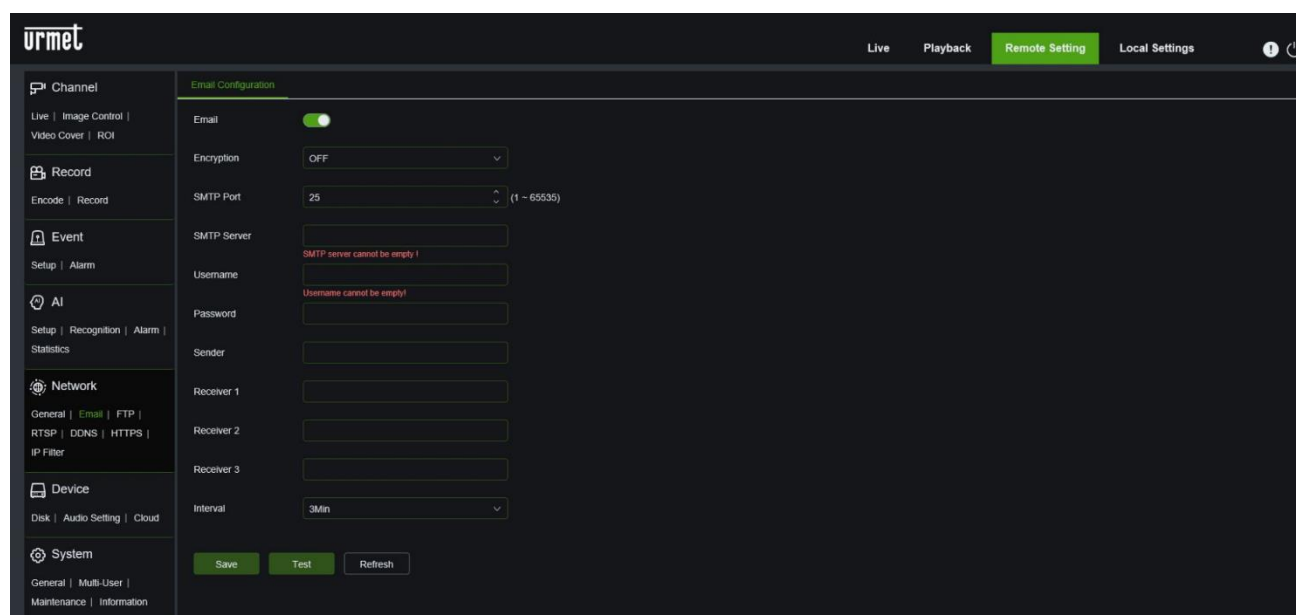 urmet
Live Playback Remote Setting Local Settings
Channel
Live | Image Control |
Video Cover | ROI
Record
Encode | Record
Event
Setup | Alarm
AI
Setup | Recognition | Alarm |
Statistics
Network
General | Email | FTP |
RTSP | DDNS | HTTPS |
IP Filter
Device
Disk | Audio Setting | Cloud
System
General | Multi-User |
Maintenance | Information
Email Configuration
Email
Encryption OFF
SMTP Port 25 (1 ~ 65535)
SMTP Server
SMTP server cannot be empty !
Username
Username cannot be empty!
Password
Sender
Receiver 1
Receiver 2
Receiver 3
Interval 3Min
Save Test Refresh